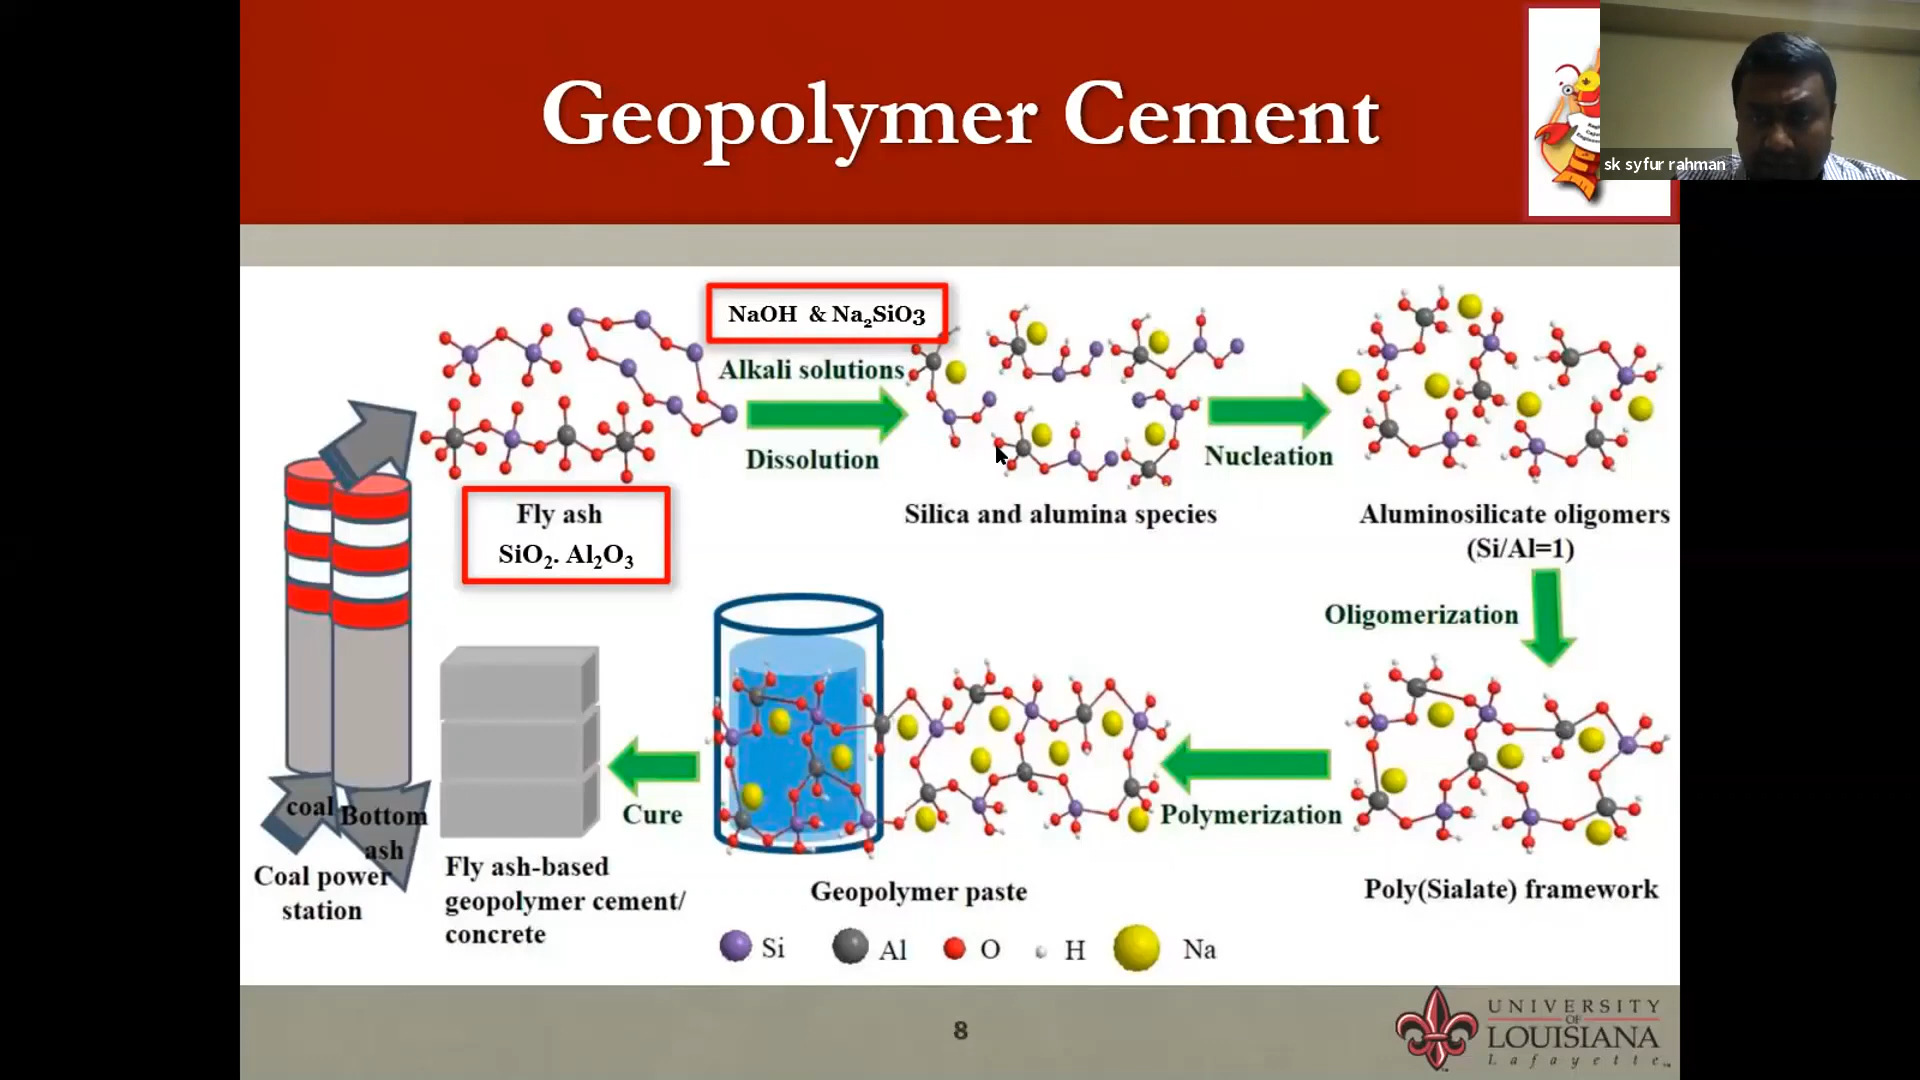 Geopolymer Cement
sk syfur rahman
NaOH & Na₂SiO3
Alkali solutions
Dissolution
Nucleation
Fly ash
SiO₂. Al₂O₃
Silica and alumina species
Aluminosilicate oligomers
(Si/Al=1)
Oligomerization
coal
Bottom
ash
Coal power
station
Cure
Polymerization
Fly ash-based
geopolymer cement/
concrete
Geopolymer paste
Poly(Sialate) framework
Si Al O H Na
8
UNIVERSITY
OF
LOUISIANA
Lafayette